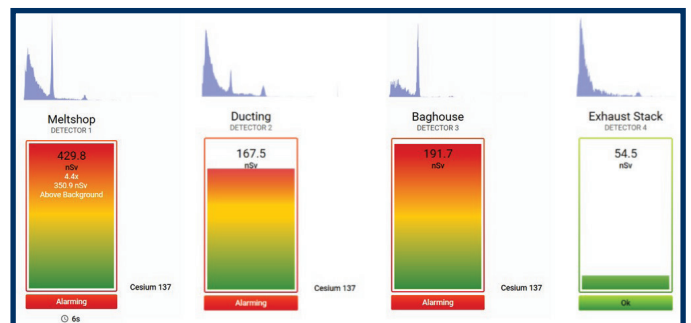 Meltshop
DETECTOR 1
429.8
nSv
4.4x
350.9 nSv
Above Background
Cesium 137
Alarming
6s
Ducting
DETECTOR 2
167.5
nSv
Cesium 137
Alarming
Baghouse
DETECTOR 3
191.7
nSv
Cesium 137
Alarming
Exhaust Stack
DETECTOR 4
54.5
nSv
Ok